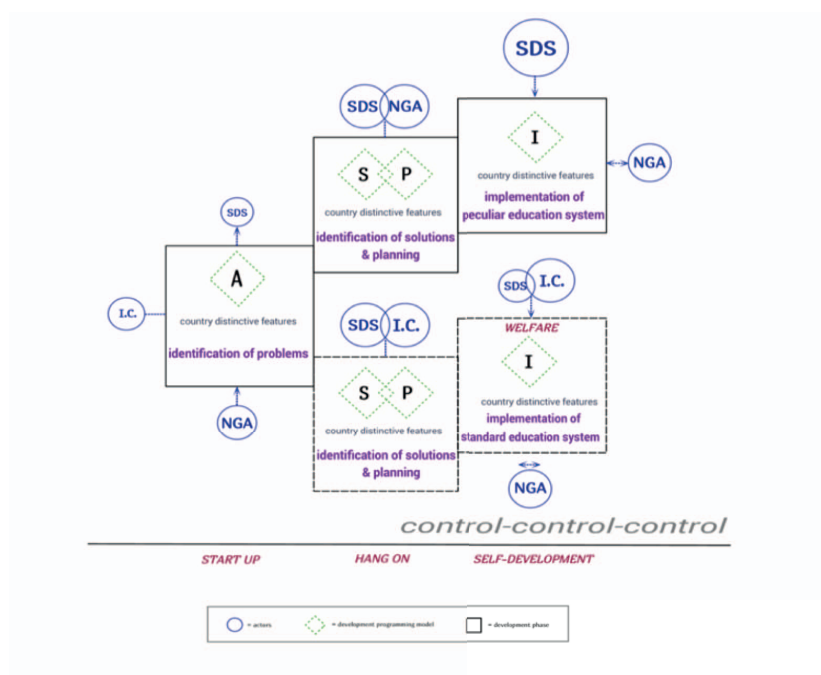 SDS
SDS NGA
I
country distinctive features
implementation of
peculiar education system
NGA
S P
country distinctive features
identification of solutions
& planning
SDS
A
country distinctive features
identification of problems
I.C.
NGA
SDS I.C.
S P
country distinctive features
identification of solutions
& planning
SDS I.C.
WELFARE
I
country distinctive features
implementation of
standard education system
NGA
control-control-control
START UP
HANG ON
SELF-DEVELOPMENT
= actors
= development programming model
= development phase